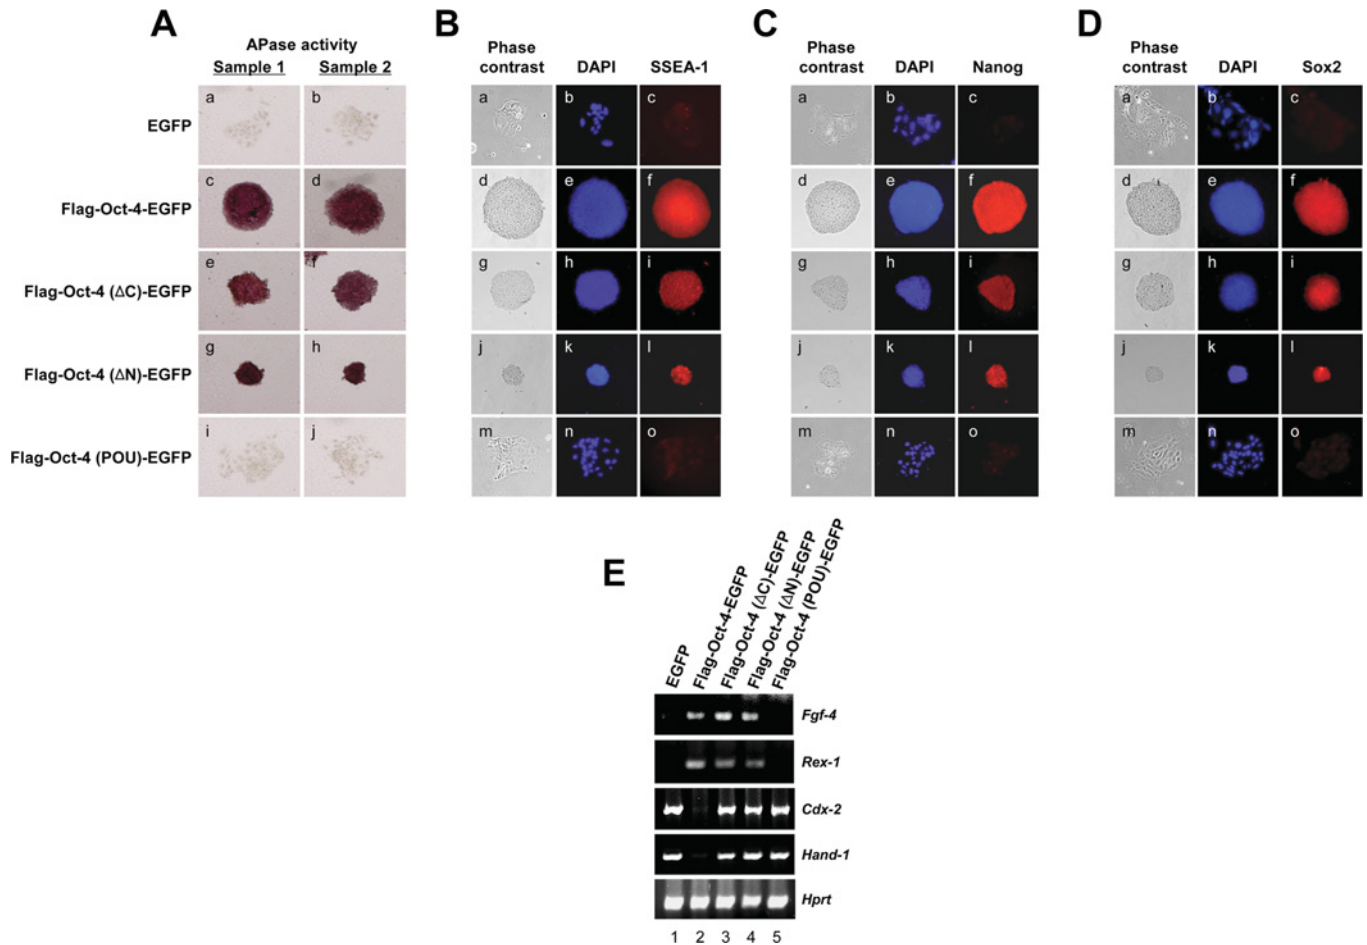 A
APase activity
Sample 1 Sample 2
B
Phase contrast DAPI SSEA-1
C
Phase contrast DAPI Nanog
D
Phase contrast DAPI Sox2
EGFP
a b
a b c
a b c
a b c
Flag-Oct-4-EGFP
c d
d e f
d e f
d e f
Flag-Oct-4 (ΔC)-EGFP
e f
g h i
g h i
g h i
Flag-Oct-4 (ΔN)-EGFP
g h
j k l
j k l
j k l
Flag-Oct-4 (POU)-EGFP
i j
m n o
m n o
m n o
E
EGFP
Flag-Oct-4-EGFP
Flag-Oct-4 (ΔC)-EGFP
Flag-Oct-4 (ΔN)-EGFP
Flag-Oct-4 (POU)-EGFP
Fgf-4
Rex-1
Cdx-2
Hand-1
Hprt
1 2 3 4 5